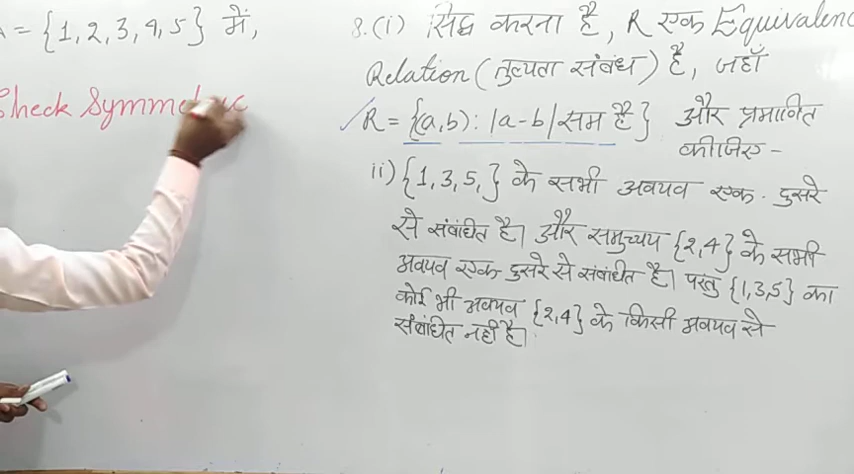 A = {1, 2, 3, 4, 5} में,
Check Symme
8.(i) सिद्ध करना है, R एक Equivalenc
Relation (तुल्यता संबंध) है, जहाँ
R = {(a,b): |a-b| सम है} और प्रमाणित
कीजिए -
ii) {1,3,5,} के सभी अवयव एक दुसरे
से संबंधित है। और समुच्चय {2,4} के सभी
अवयव एक दुसरे से संबंधित है। परंतु {1,3,5} का
कोई भी अवयव {2,4} के किसी अवयव से
संबंधित नहीं है।